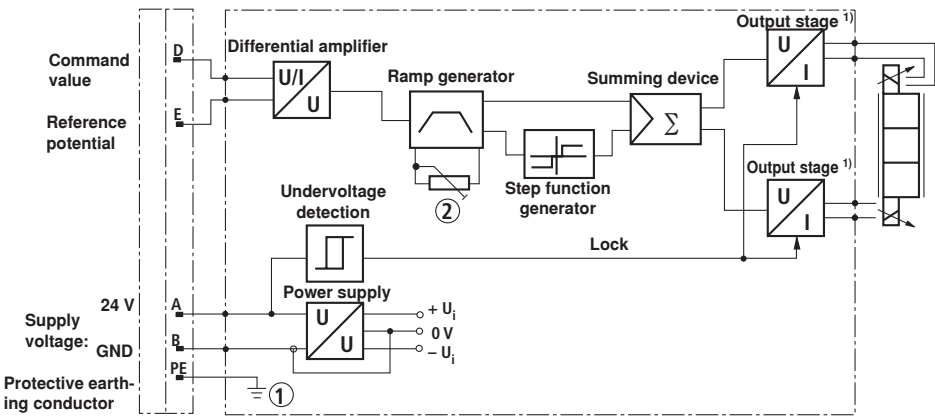 Output stage 1)
Differential amplifier
Command
value
D
U/I
U
Ramp generator
Summing device
U
I
Reference
potential
E
Σ
Undervoltage
detection
2
Step function
generator
Output stage 1)
U
I
Lock
24 V
A
Power supply
Supply
voltage:
GND
B
U
U
+ Ui
0 V
– Ui
PE
Protective earth-
ing conductor
1